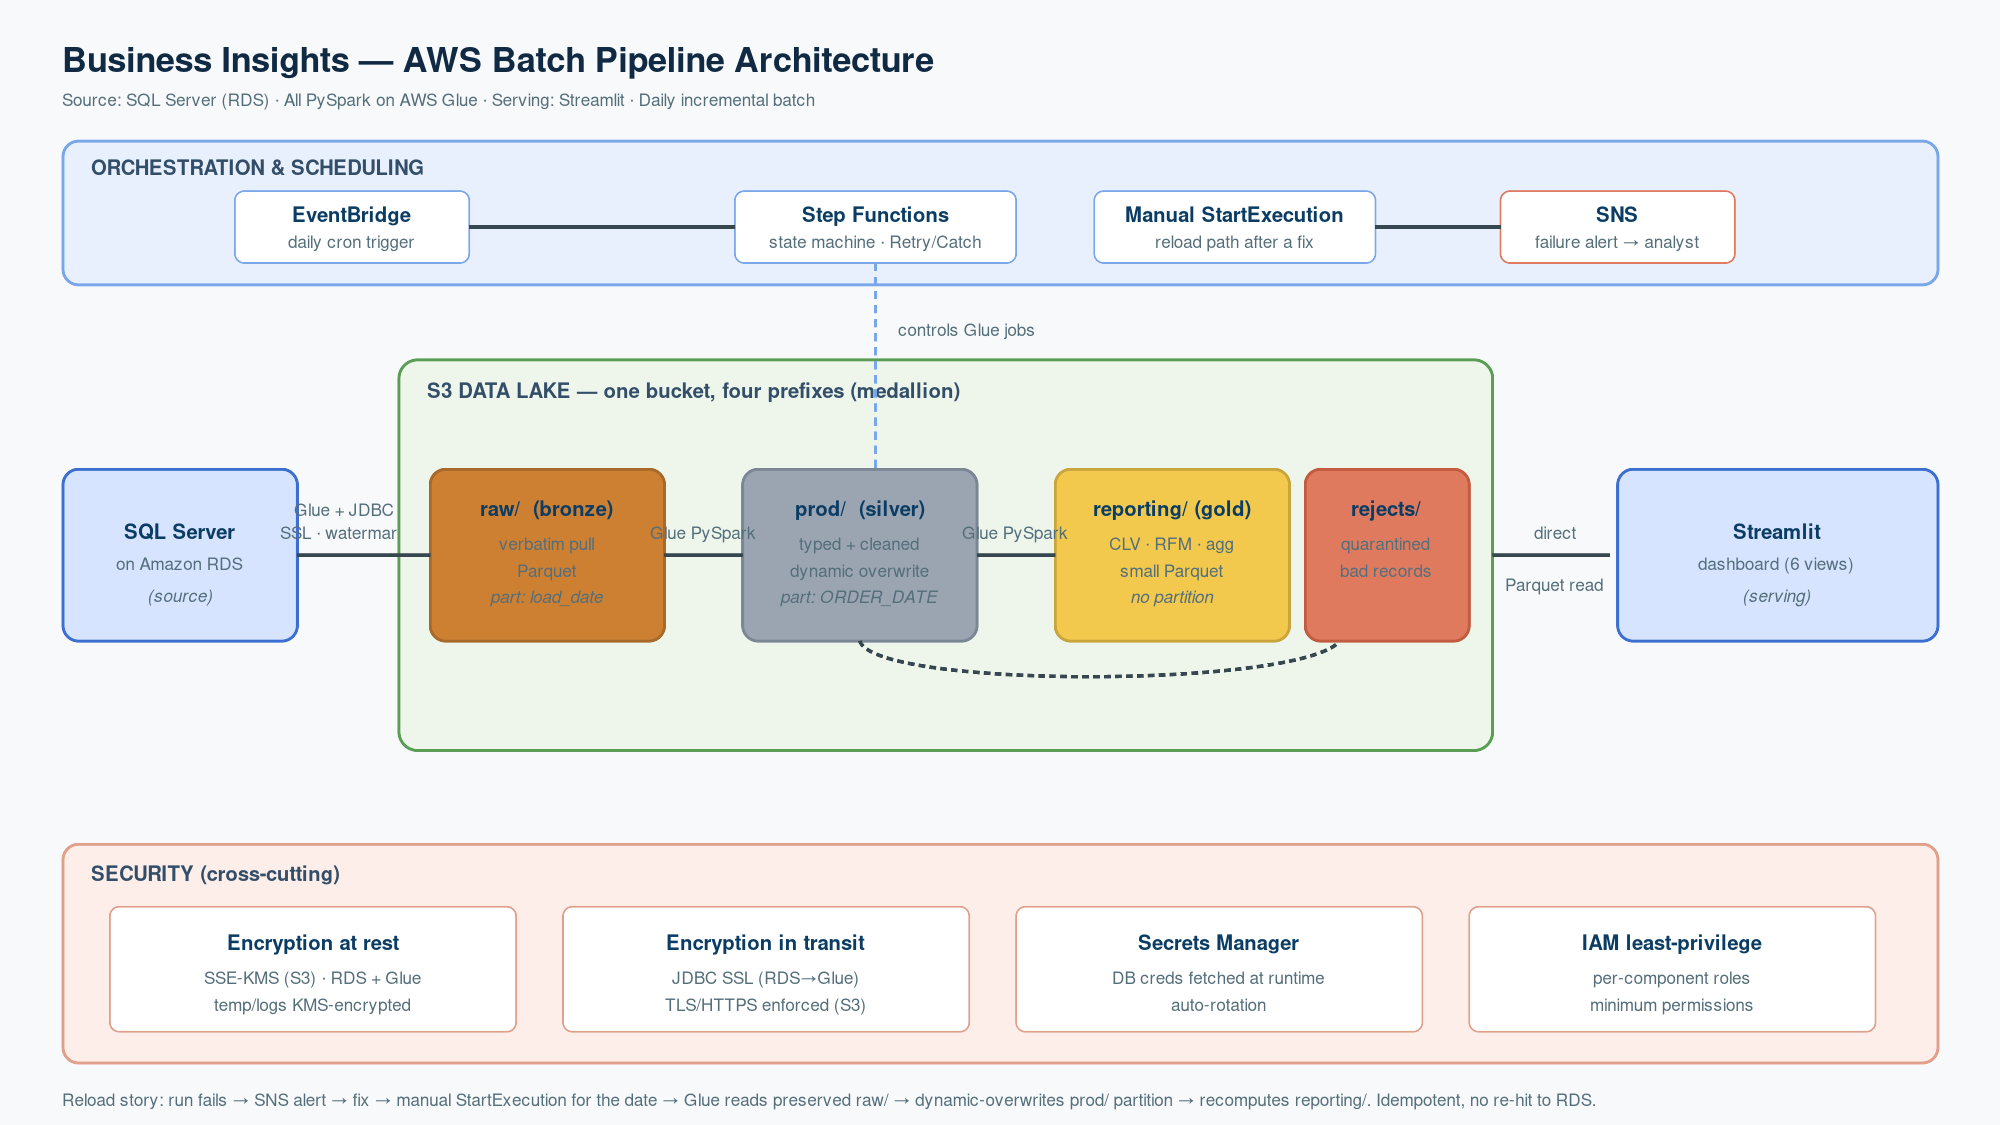 Business Insights — AWS Batch Pipeline Architecture
Source: SQL Server (RDS) · All PySpark on AWS Glue · Serving: Streamlit · Daily incremental batch
ORCHESTRATION & SCHEDULING
EventBridge
daily cron trigger
Step Functions
state machine · Retry/Catch
Manual StartExecution
reload path after a fix
SNS
failure alert → analyst
controls Glue jobs
S3 DATA LAKE — one bucket, four prefixes (medallion)
SQL Server
on Amazon RDS
(source)
Glue + JDBC
SSL · watermar
raw/ (bronze)
verbatim pull
Parquet
part: load_date
Glue PySpark
prod/ (silver)
typed + cleaned
dynamic overwrite
part: ORDER_DATE
Glue PySpark
reporting/ (gold)
CLV · RFM · agg
small Parquet
no partition
rejects/
quarantined
bad records
direct
Parquet read
Streamlit
dashboard (6 views)
(serving)
SECURITY (cross-cutting)
Encryption at rest
SSE-KMS (S3) · RDS + Glue
temp/logs KMS-encrypted
Encryption in transit
JDBC SSL (RDS→Glue)
TLS/HTTPS enforced (S3)
Secrets Manager
DB creds fetched at runtime
auto-rotation
IAM least-privilege
per-component roles
minimum permissions
Reload story: run fails → SNS alert → fix → manual StartExecution for the date → Glue reads preserved raw/ → dynamic-overwrites prod/ partition → recomputes reporting/. Idempotent, no re-hit to RDS.